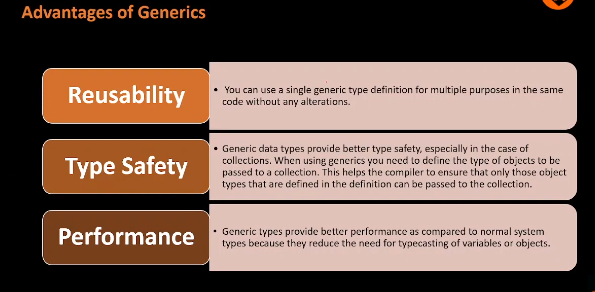 Advantages of Generics
Reusability
• You can use a single generic type definition for multiple purposes in the same
code without any alterations.
Type Safety
• Generic data types provide better type safety, especially in the case of
collections. When using generics you need to define the type of objects to be
passed to a collection. This helps the compiler to ensure that only those object
types that are defined in the definition can be passed to the collection.
Performance
• Generic types provide better performance as compared to normal system
types because they reduce the need for typecasting of variables or objects.